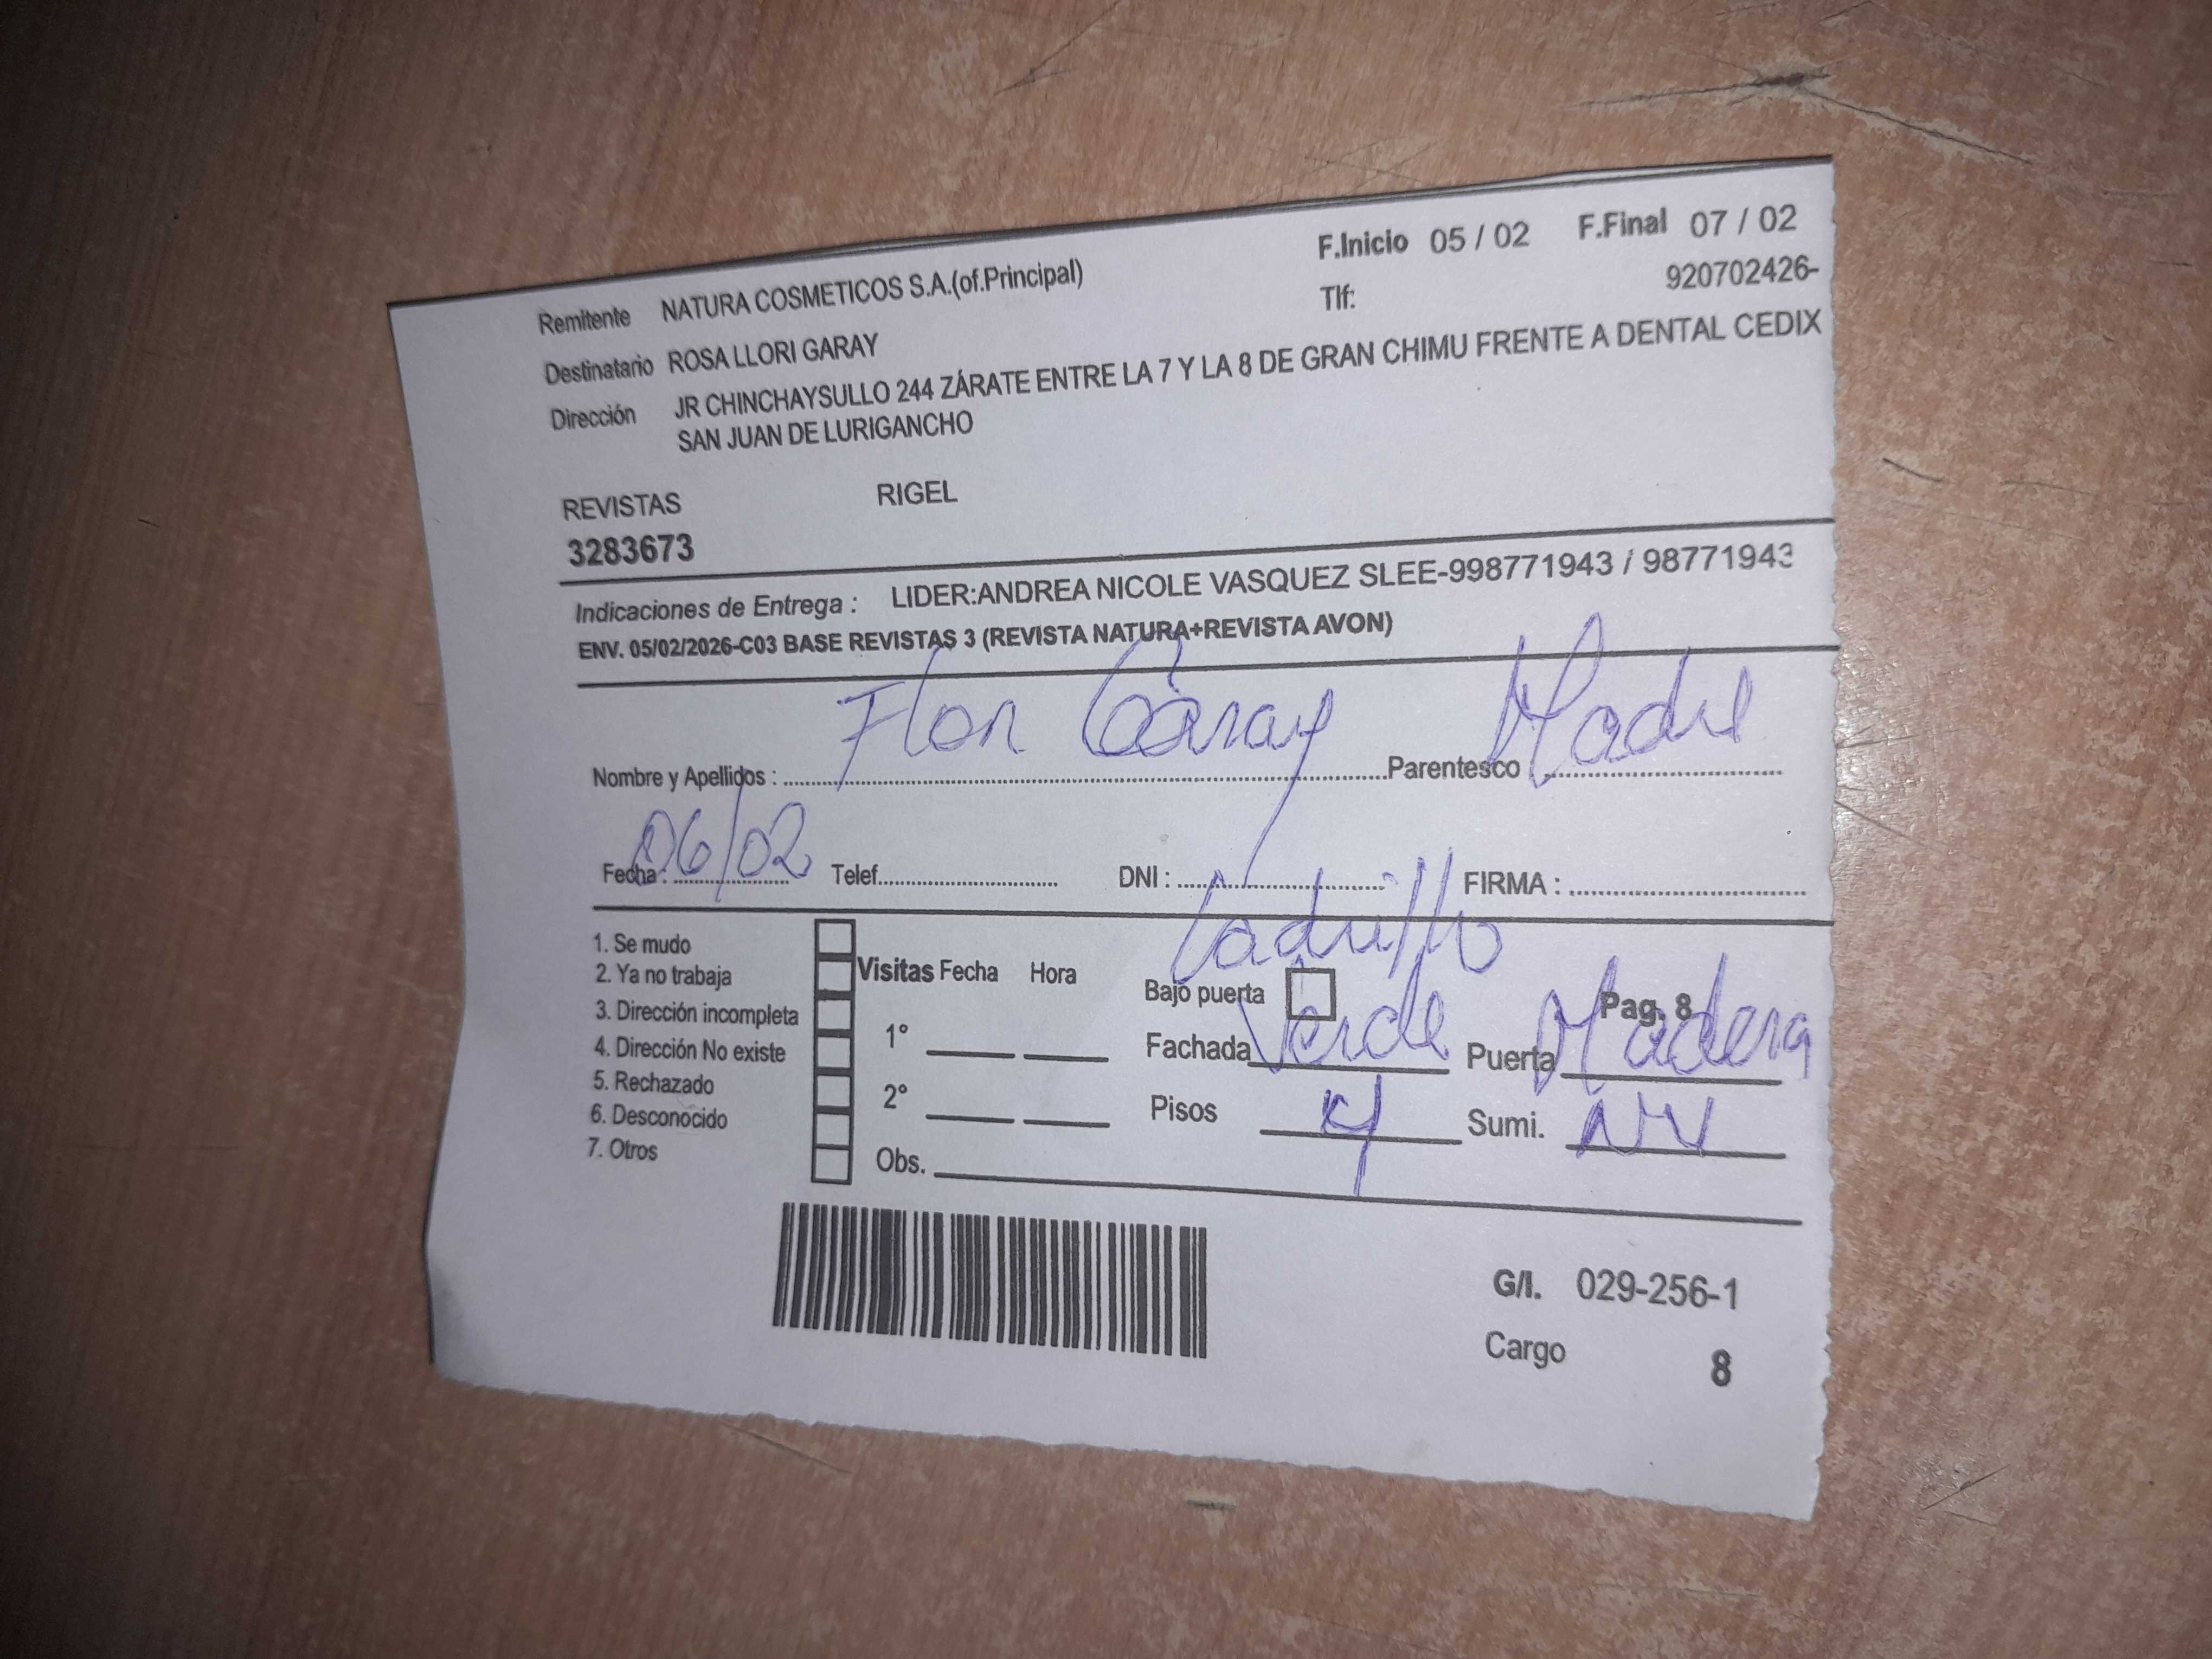 F.Inicio 05 / 02 F.Final 07 / 02
Remitente NATURA COSMETICOS S.A.(of.Principal) Tlf: 920702426-
Destinatario ROSA LLORI GARAY
Dirección JR CHINCHAYSULLO 244 ZÁRATE ENTRE LA 7 Y LA 8 DE GRAN CHIMU FRENTE A DENTAL CEDIX
SAN JUAN DE LURIGANCHO
REVISTAS RIGEL
3283673
Indicaciones de Entrega : LIDER:ANDREA NICOLE VASQUEZ SLEE-998771943 / 98771943
ENV. 05/02/2026-C03 BASE REVISTAS 3 (REVISTA NATURA+REVISTA AVON)
Nombre y Apellidos : Flor Garay Parentesco Madre
Fecha : 06/02 Telef. DNI : FIRMA :
1. Se mudo
2. Ya no trabaja
3. Dirección incompleta
4. Dirección No existe
5. Rechazado
6. Desconocido
7. Otros
Visitas Fecha Hora
1°
2°
Obs.
Ladrillo
Bajo puerta Pag. 8
Fachada Verde Puerta Madera
Pisos 4 Sumi.
G/I. 029-256-1
Cargo 8